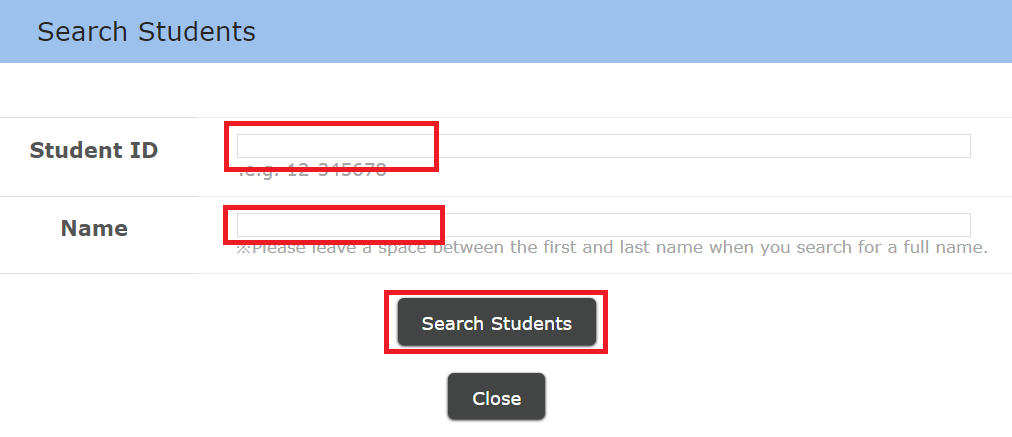 Search Students
Student ID
.e.g. 12-345678
Name
※Please leave a space between the first and last name when you search for a full name.
Search Students
Close